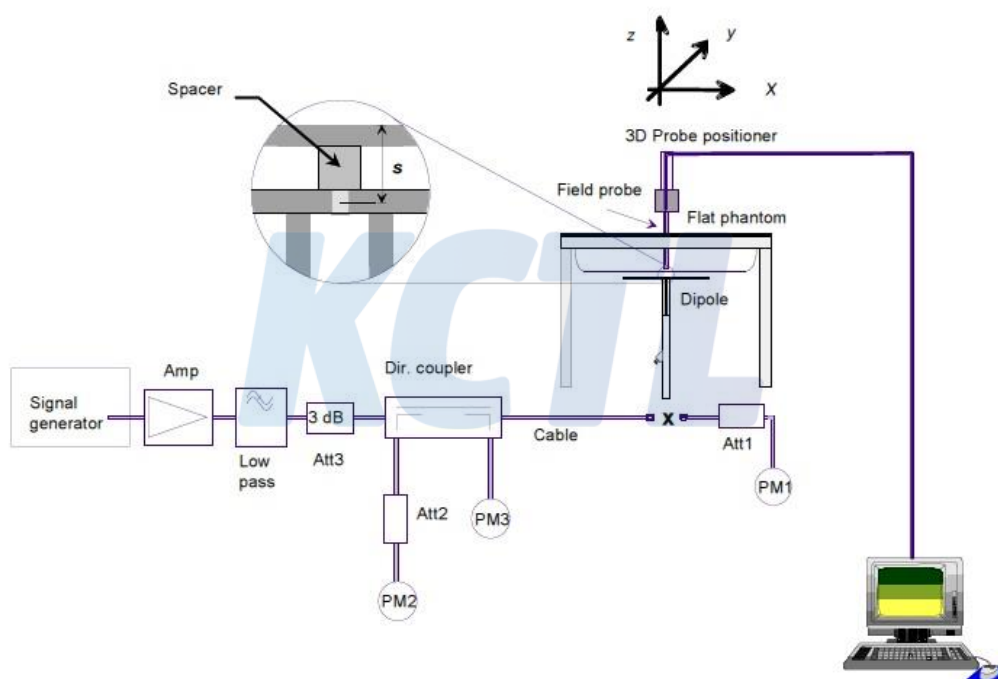 z
y
X
Spacer
s
3D Probe positioner
Field probe
Flat phantom
Dipole
Signal
generator
Amp
Low
pass
3 dB
Att3
Dir. coupler
Cable
X
Att1
PM1
Att2
PM3
PM2
KCTL